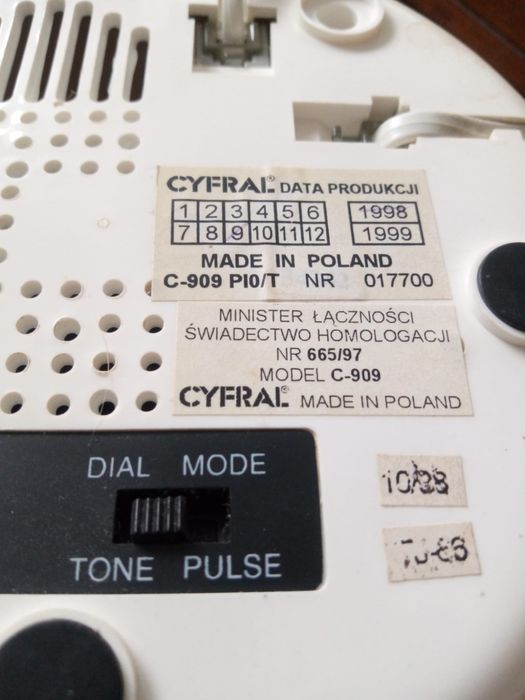 CYFRAL® DATA PRODUKCJI
1 2 3 4 5 6 1998
7 8 9 10 11 12 1999
MADE IN POLAND
C-909 PI0/T NR 017700
MINISTER ŁĄCZNOŚCI
ŚWIADECTWO HOMOLOGACJI
NR 665/97
MODEL C-909
CYFRAL® MADE IN POLAND
DIAL MODE
TONE PULSE